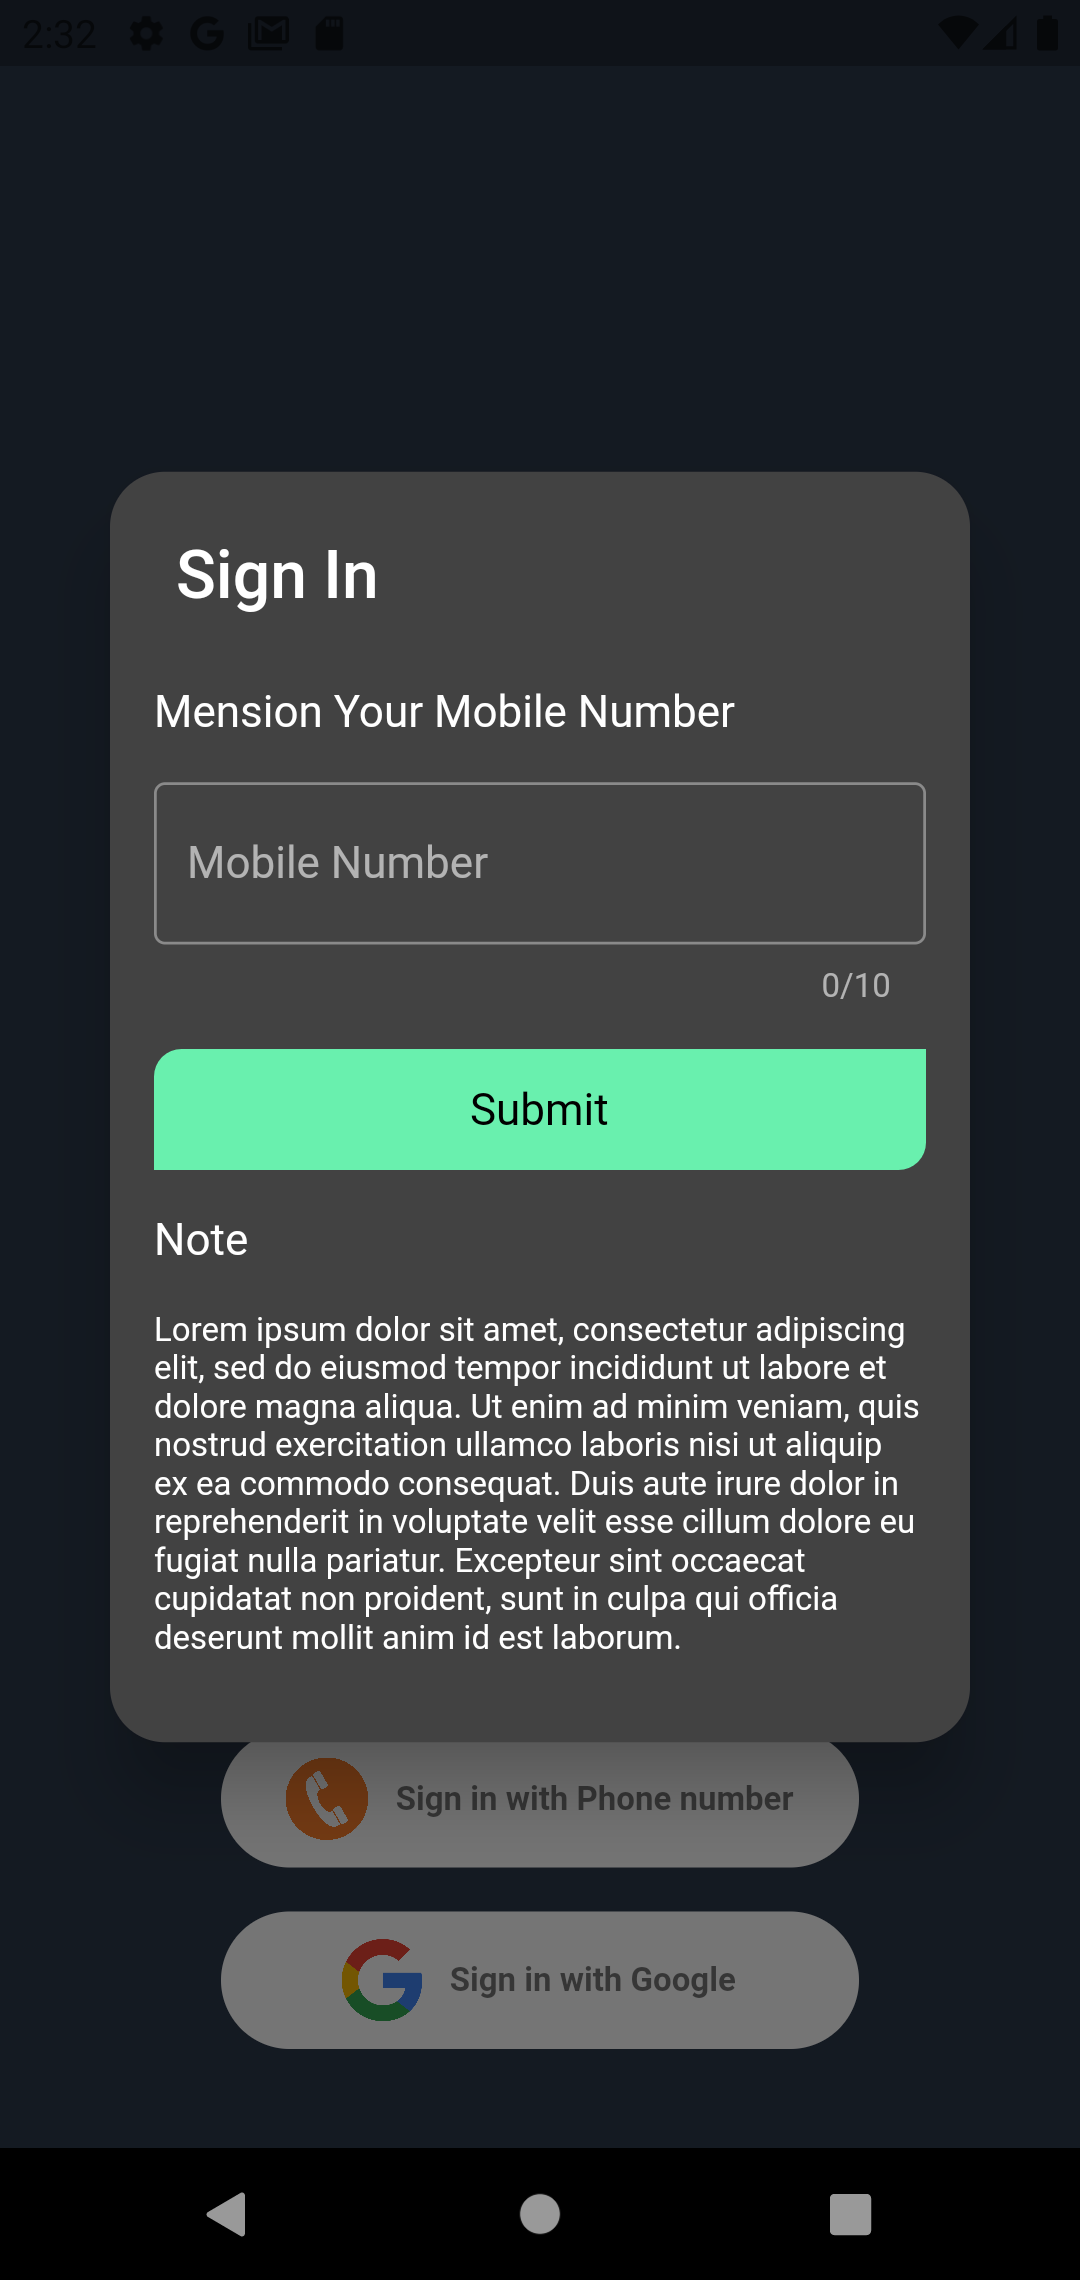 2:32
Sign In
Mension Your Mobile Number
Mobile Number
0/10
Submit
Note
Lorem ipsum dolor sit amet, consectetur adipiscing
elit, sed do eiusmod tempor incididunt ut labore et
dolore magna aliqua. Ut enim ad minim veniam, quis
nostrud exercitation ullamco laboris nisi ut aliquip
ex ea commodo consequat. Duis aute irure dolor in
reprehenderit in voluptate velit esse cillum dolore eu
fugiat nulla pariatur. Excepteur sint occaecat
cupidatat non proident, sunt in culpa qui officia
deserunt mollit anim id est laborum.
Sign in with Phone number
Sign in with Google